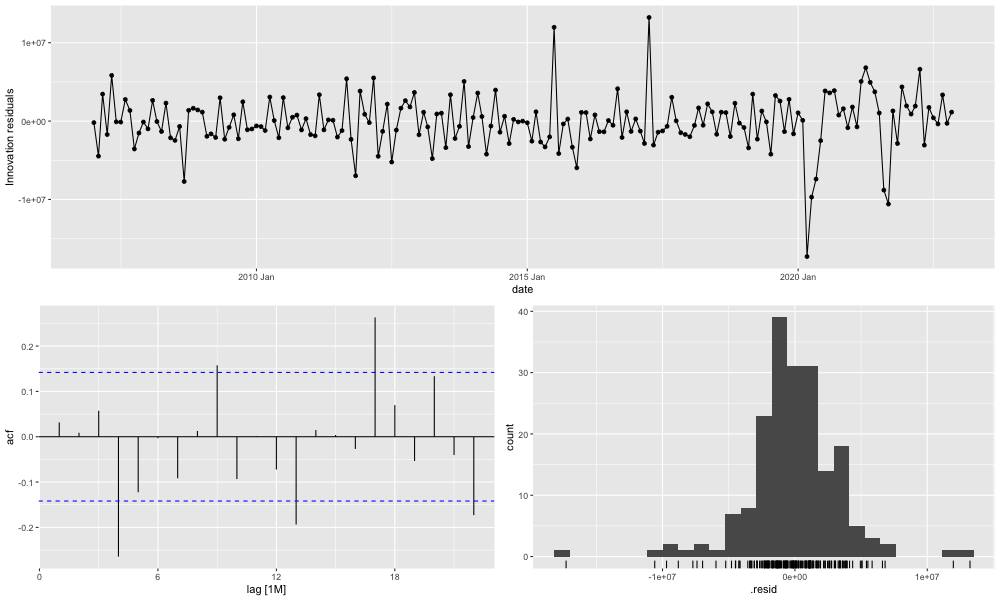 Innovation residuals
1e+07
0e+00
-1e+07
2010 Jan
2015 Jan
2020 Jan
date
acf
0.2
0.1
0.0
-0.1
-0.2
0
6
12
18
lag [1M]
count
40
30
20
10
0
-1e+07
0e+00
1e+07
.resid